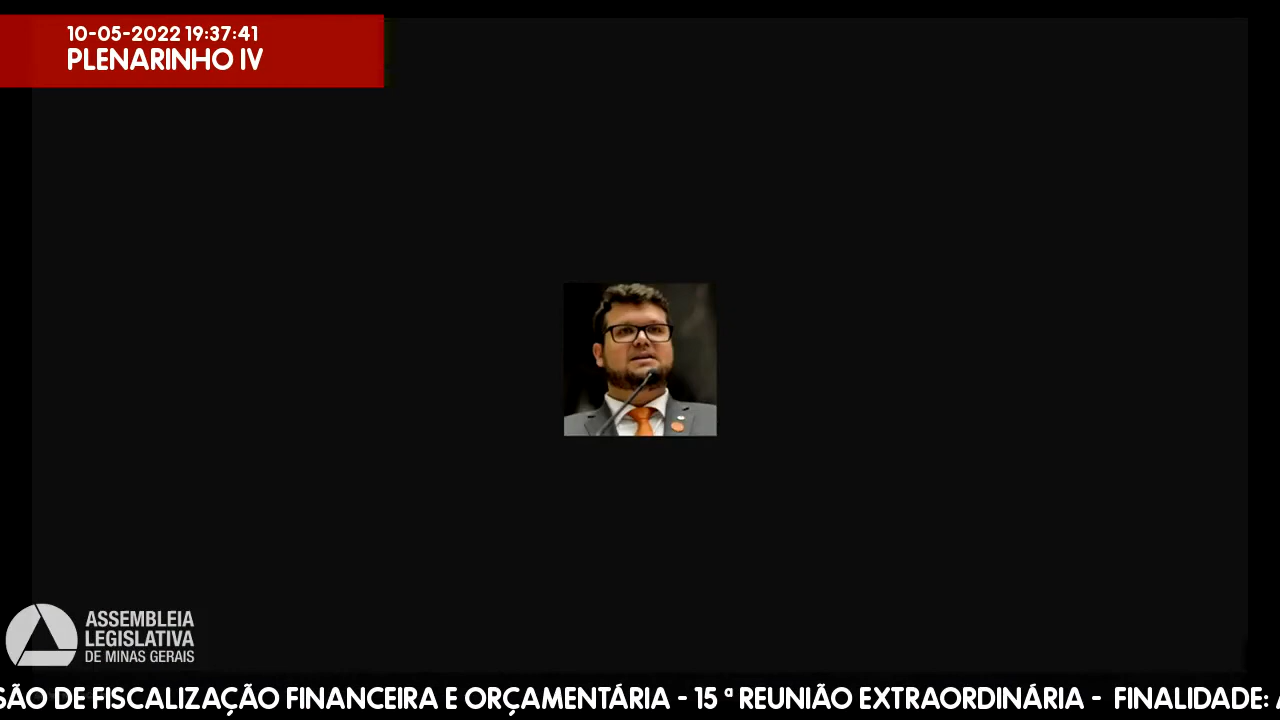 10-05-2022 19:37:41
PLENARINHO IV
ASSEMBLEIA
LEGISLATIVA
DE MINAS GERAIS
SÃO DE FISCALIZAÇÃO FINANCEIRA E ORÇAMENTÁRIA - 15 ª REUNIÃO EXTRAORDINÁRIA - FINALIDADE: